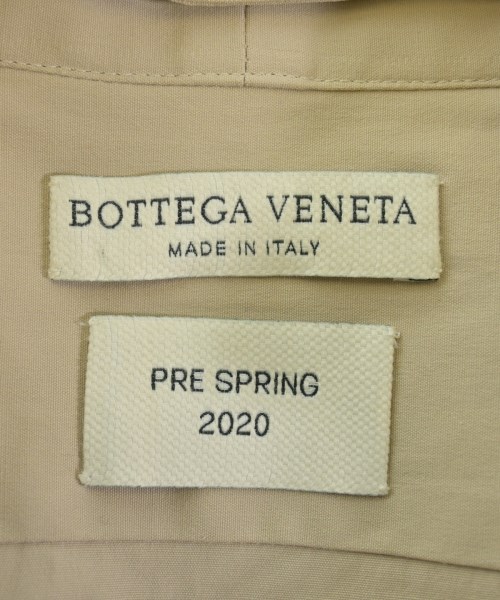 BOTTEGA VENETA
MADE IN ITALY
PRE SPRING
2020